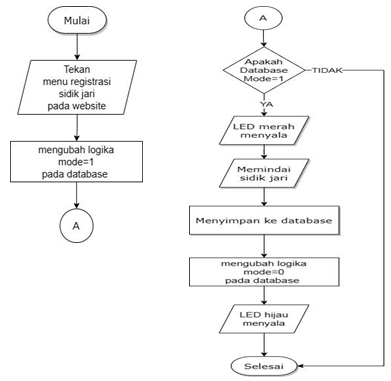 Mulai
Tekan
menu registrasi
sidik jari
pada website
mengubah logika
mode=1
pada database
A
A
Apakah
Database
Mode=1
TIDAK
YA
LED merah
menyala
Memindai
sidik jari
Menyimpan ke database
mengubah logika
mode=0
pada database
LED hijau
menyala
Selesai